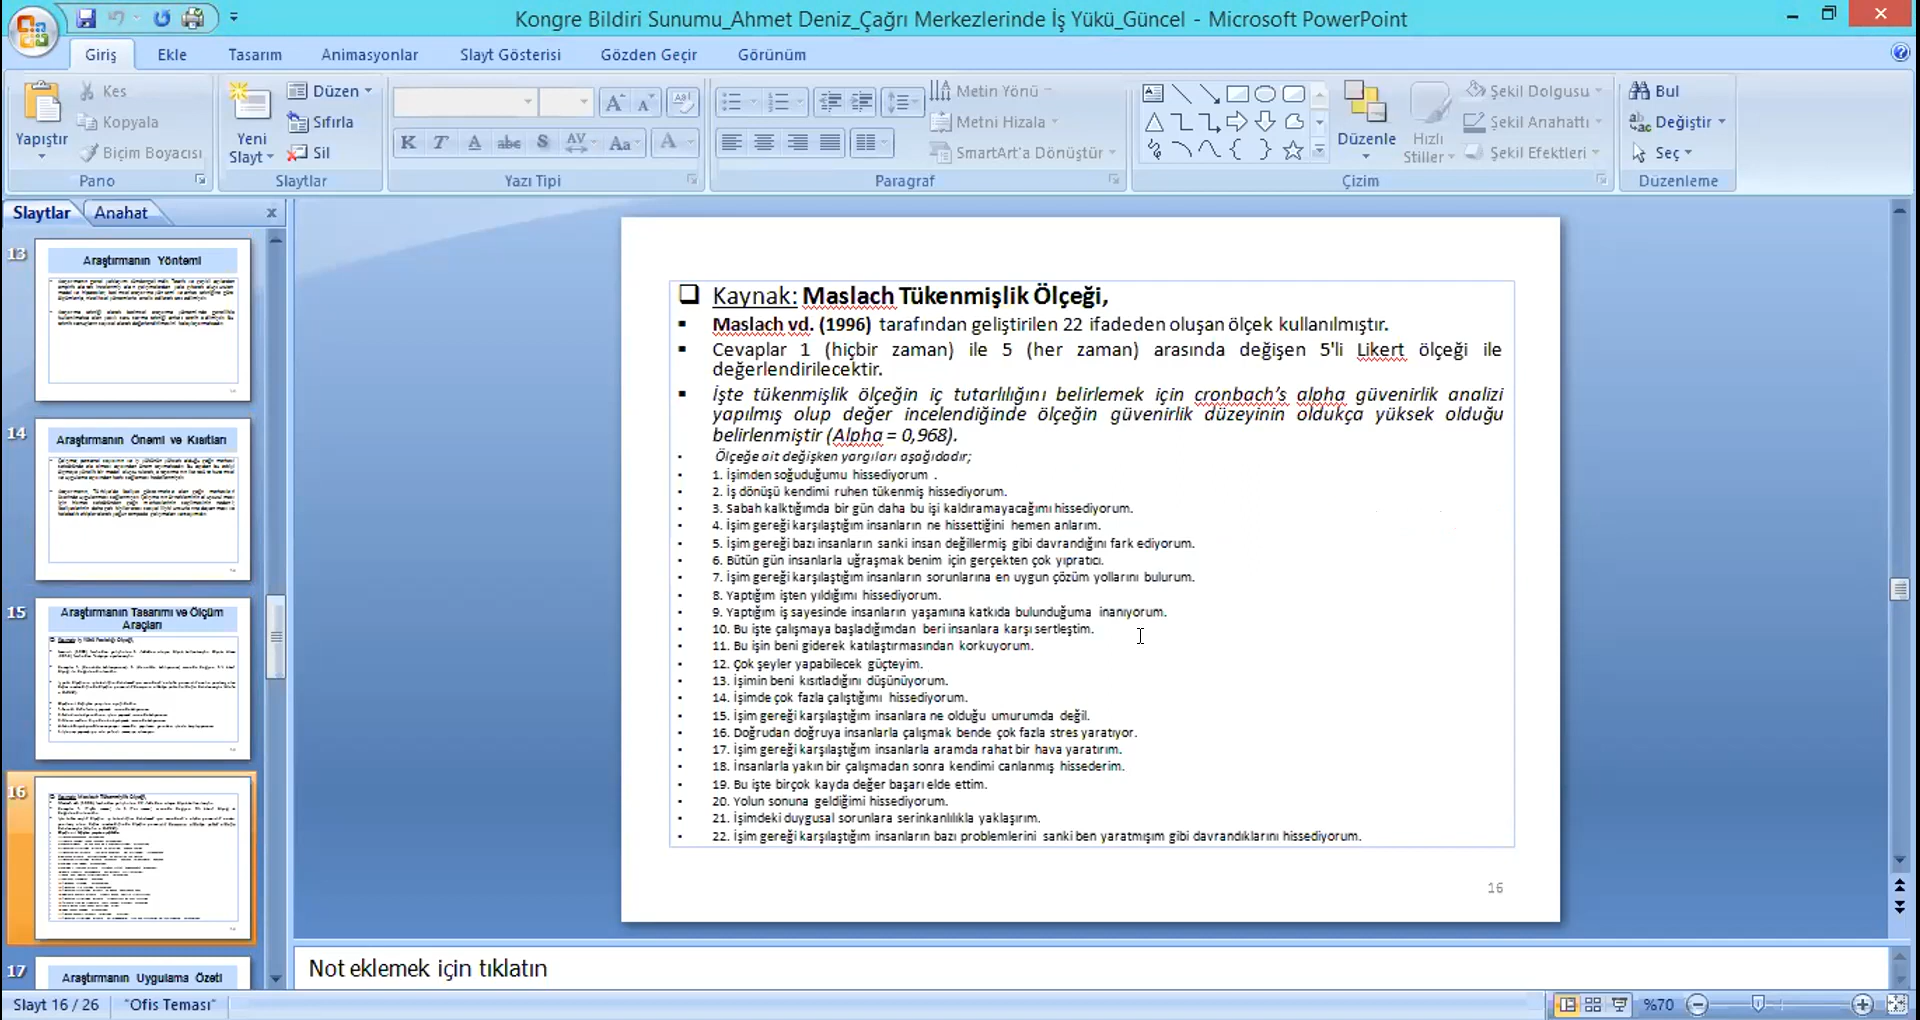 Kongre Bildiri Sunumu_Ahmet Deniz_Çağrı Merkezlerinde İş Yükü_Güncel - Microsoft PowerPoint
Giriş Ekle Tasarım Animasyonlar Slayt Gösterisi Gözden Geçir Görünüm
Kes
Kopyala
Biçim Boyacısı
Yapıştır
Pano
Yeni Slayt
Düzen
Sıfırla
Sil
Slaytlar
Yazı Tipi
Metin Yönü
Metni Hizala
SmartArt'a Dönüştür
Paragraf
Düzenle
Hızlı Stiller
Şekil Dolgusu
Şekil Anahattı
Şekil Efektleri
Çizim
Bul
Değiştir
Seç
Düzenleme
Slaytlar Anahat
13
Araştırmanın Yöntemi
14
Araştırmanın Önemi ve Kısıtları
15
Araştırmanın Tasarımı ve Ölçüm
Araçları
16
17
Araştırmanın Uygulama Özeti
Kaynak: Maslach Tükenmişlik Ölçeği,
Maslach vd. (1996) tarafından geliştirilen 22 ifadeden oluşan ölçek kullanılmıştır.
Cevaplar 1 (hiçbir zaman) ile 5 (her zaman) arasında değişen 5'li Likert ölçeği ile
değerlendirilecektir.
İşte tükenmişlik ölçeğin iç tutarlılığını belirlemek için cronbach's alpha güvenirlik analizi
yapılmış olup değer incelendiğinde ölçeğin güvenirlik düzeyinin oldukça yüksek olduğu
belirlenmiştir (Alpha = 0,968).
Ölçeğe ait değişken yargıları aşağıdadır;
1. İşimden soğuduğumu hissediyorum .
2. İş dönüşü kendimi ruhen tükenmiş hissediyorum.
3. Sabah kalktığımda bir gün daha bu işi kaldıramayacağımı hissediyorum.
4. İşim gereği karşılaştığım insanların ne hissettiğini hemen anlarım.
5. İşim gereği bazı insanların sanki insan değillermiş gibi davrandığını fark ediyorum.
6. Bütün gün insanlarla uğraşmak benim için gerçekten çok yıpratıcı.
7. İşim gereği karşılaştığım insanların sorunlarına en uygun çözüm yollarını bulurum.
8. Yaptığım işten yıldığımı hissediyorum.
9. Yaptığım iş sayesinde insanların yaşamına katkıda bulunduğuma inanıyorum.
10. Bu işte çalışmaya başladığımdan beri insanlara karşı sertleştim.
11. Bu işin beni giderek katılaştırmasından korkuyorum.
12. Çok şeyler yapabilecek güçteyim.
13. İşimin beni kısıtladığını düşünüyorum.
14. İşimde çok fazla çalıştığımı hissediyorum.
15. İşim gereği karşılaştığım insanlara ne olduğu umurumda değil.
16. Doğrudan doğruya insanlarla çalışmak bende çok fazla stres yaratıyor.
17. İşim gereği karşılaştığım insanlarla aramda rahat bir hava yaratırım.
18. İnsanlarla yakın bir çalışmadan sonra kendimi canlanmış hissederim.
19. Bu işte birçok kayda değer başarı elde ettim.
20. Yolun sonuna geldiğimi hissediyorum.
21. İşimdeki duygusal sorunlara serinkanlılıkla yaklaşırım.
22. İşim gereği karşılaştığım insanların bazı problemlerini sanki ben yaratmışım gibi davrandıklarını hissediyorum.
16
Not eklemek için tıklatın
Slayt 16 / 26 "Ofis Teması" %70